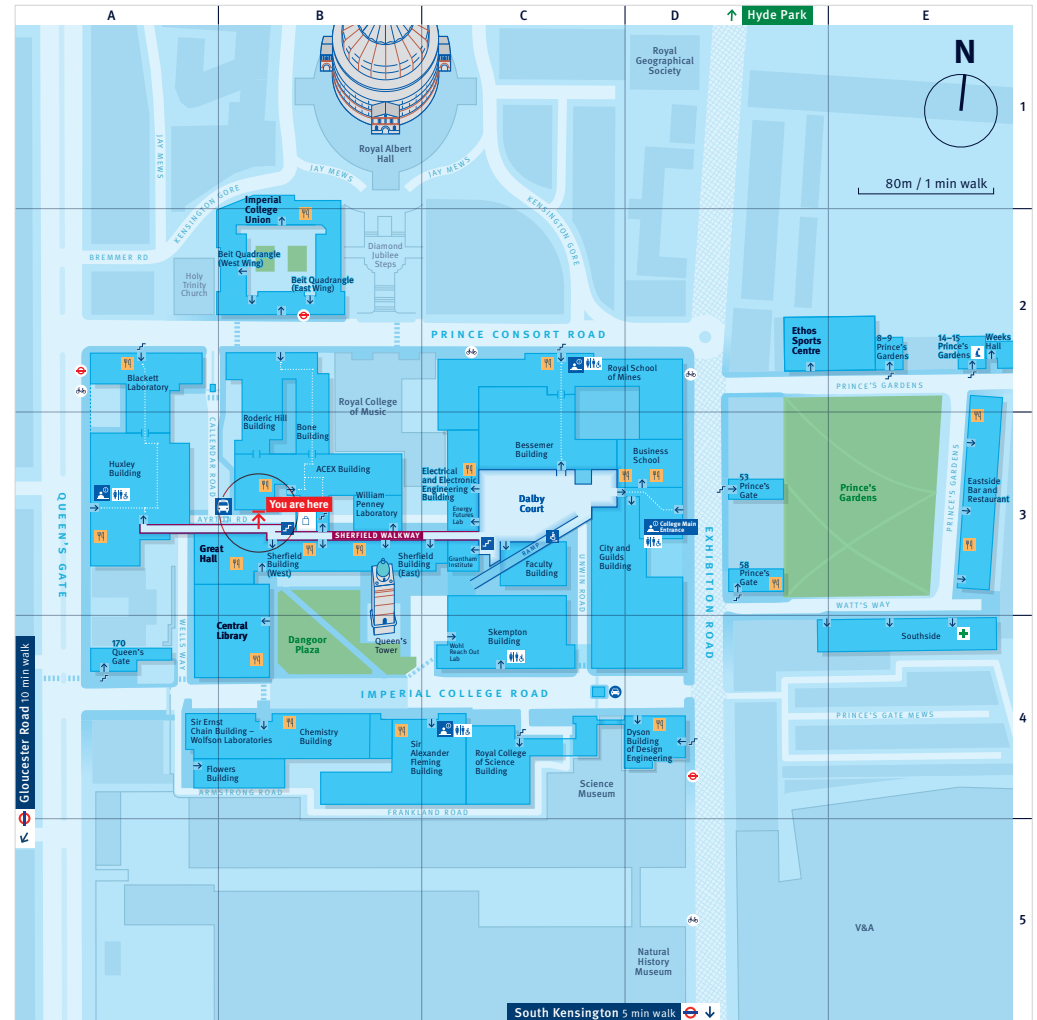 A
B
C
D
Hyde Park
E
Royal
Geographical
Society
N
1
80m / 1 min walk
Royal Albert
Hall
JAY MEWS
JAY MEWS
JAY MEWS
KENSINGTON GORE
KENSINGTON GORE
Imperial
College
Union
Beit Quadrangle
(West Wing)
Beit Quadrangle
(East Wing)
Diamond
Jubilee
Steps
BREMMER RD
Holy
Trinity
Church
2
PRINCE CONSORT ROAD
Ethos
Sports
Centre
8–9
Prince's
Gardens
14–15
Prince's
Gardens
Weeks
Hall
PRINCE'S GARDENS
Blackett
Laboratory
Royal School
of Mines
Royal College
of Music
CALLENDAR ROAD
Roderic Hill
Building
Bone
Building
Bessemer
Building
Business
School
Huxley
Building
ACEX Building
Electrical
and Electronic
Engineering
Building
Energy
Futures
Lab
William
Penney
Laboratory
Dalby
Court
53
Prince's
Gate
Prince's
Gardens
PRINCE'S GARDENS
Eastside
Bar and
Restaurant
You are here
AYRTON RD
SHERFIELD WALKWAY
College Main
Entrance
3
QUEEN'S GATE
Great
Hall
Sherfield
Building
(West)
Sherfield
Building
(East)
Grantham
Institute
RAMP
Faculty
Building
UNWIN ROAD
City and
Guilds
Building
EXHIBITION ROAD
58
Prince's
Gate
WATT'S WAY
Central
Library
WELLS WAY
Dangoor
Plaza
Queen's
Tower
Wohl
Reach Out
Lab
Skempton
Building
Southside
170
Queen's
Gate
Gloucester Road 10 min walk
IMPERIAL COLLEGE ROAD
Sir Ernst
Chain Building –
Wolfson Laboratories
Chemistry
Building
Sir
Alexander
Fleming
Building
Royal College
of Science
Building
Dyson
Building
of Design
Engineering
PRINCE'S GATE MEWS
4
Flowers
Building
ARMSTRONG ROAD
FRANKLAND ROAD
Science
Museum
V&A
5
Natural
History
Museum
South Kensington 5 min walk